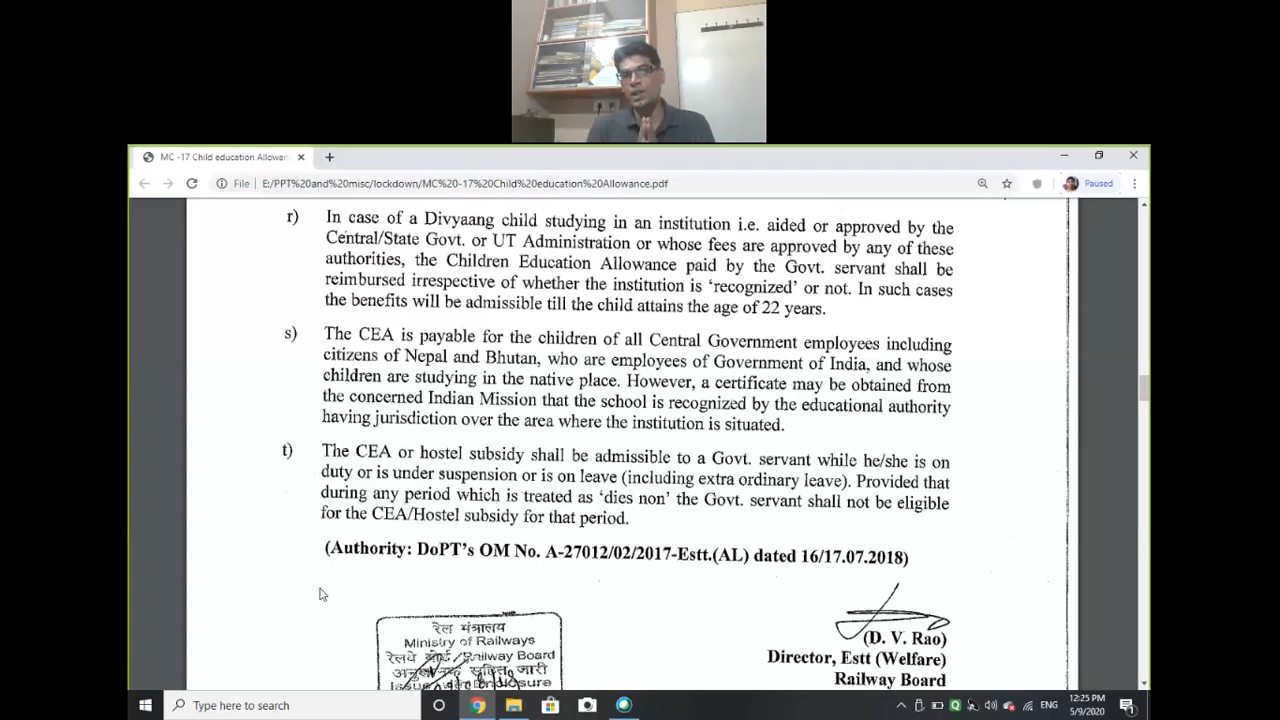 MC -17 Child education Allowan
File
E:/PPT%20and%20misc/lockdown/MC%20-17%20Child%20education%20Allowance.pdf
Paused
r) In case of a Divyaang child studying in an institution i.e. aided or approved by the
Central/State Govt. or UT Administration or whose fees are approved by any of these
authorities, the Children Education Allowance paid by the Govt. servant shall be
reimbursed irrespective of whether the institution is 'recognized' or not. In such cases
the benefits will be admissible till the child attains the age of 22 years.
s) The CEA is payable for the children of all Central Government employees including
citizens of Nepal and Bhutan, who are employees of Government of India, and whose
children are studying in the native place. However, a certificate may be obtained from
the concerned Indian Mission that the school is recognized by the educational authority
having jurisdiction over the area where the institution is situated.
t) The CEA or hostel subsidy shall be admissible to a Govt. servant while he/she is on
duty or is under suspension or is on leave (including extra ordinary leave). Provided that
during any period which is treated as 'dies non' the Govt. servant shall not be eligible
for the CEA/Hostel subsidy for that period.
(Authority: DoPT's OM No. A-27012/02/2017-Estt.(AL) dated 16/17.07.2018)
रेल मंत्रालय
Ministry of Railways
रेलवे बोर्ड/Railway Board
जारी
(D. V. Rao)
Director, Estt (Welfare)
Railway Board
Type here to search
ENG
12:25 PM
5/9/2020